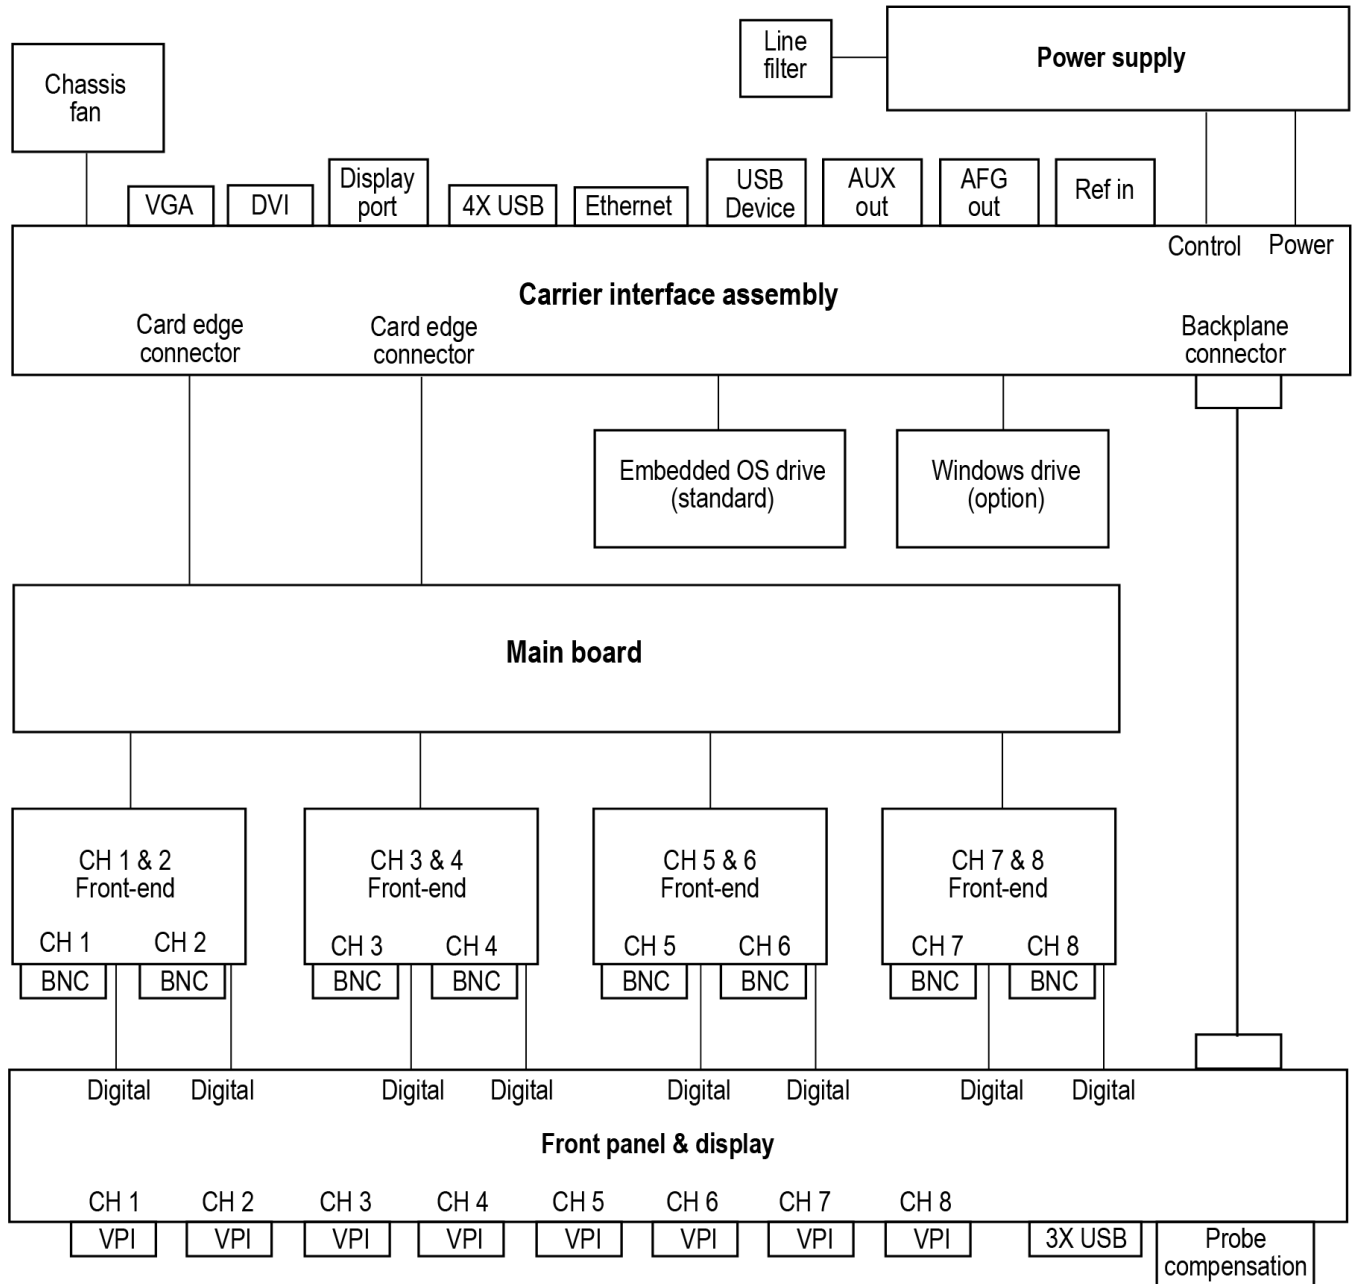 Line
filter
Power supply
Chassis
fan
VGA
DVI
Display
port
4X USB
Ethernet
USB
Device
AUX
out
AFG
out
Ref in
Control
Power
Carrier interface assembly
Card edge
connector
Card edge
connector
Backplane
connector
Embedded OS drive
(standard)
Windows drive
(option)
Main board
CH 1 & 2
Front-end
CH 1
CH 2
BNC
BNC
CH 3 & 4
Front-end
CH 3
CH 4
BNC
BNC
CH 5 & 6
Front-end
CH 5
CH 6
BNC
BNC
CH 7 & 8
Front-end
CH 7
CH 8
BNC
BNC
Digital
Digital
Digital
Digital
Digital
Digital
Digital
Digital
Front panel & display
CH 1
CH 2
CH 3
CH 4
CH 5
CH 6
CH 7
CH 8
VPI
VPI
VPI
VPI
VPI
VPI
VPI
VPI
3X USB
Probe
compensation